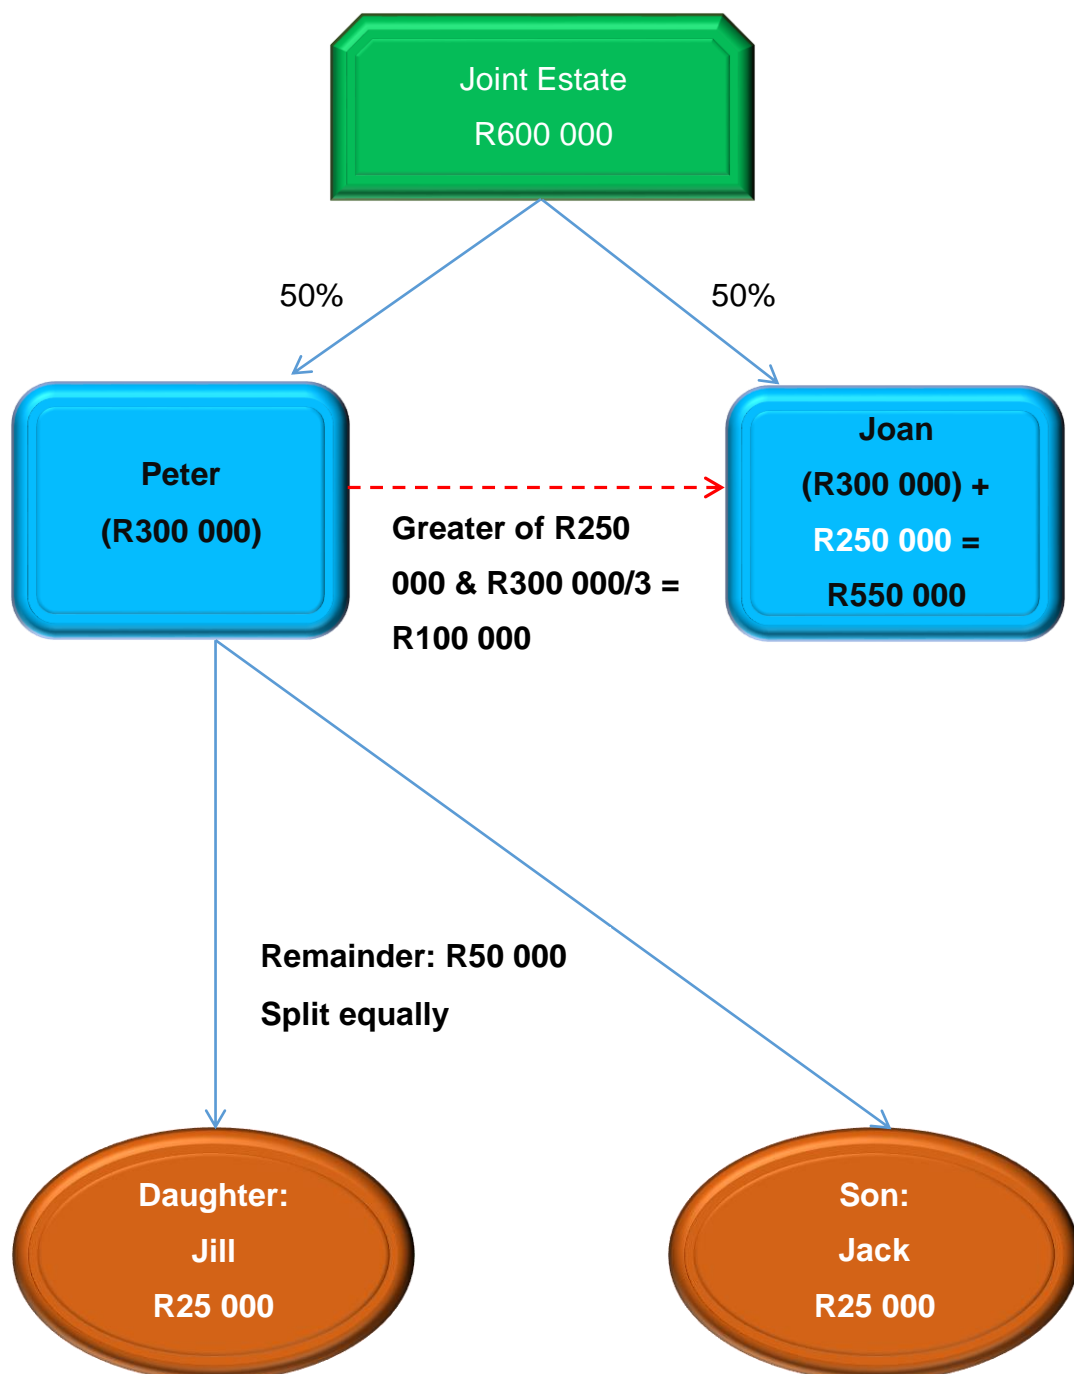 Joint Estate
R600 000
50%
50%
Peter
(R300 000)
Greater of R250
000 & R300 000/3 =
R100 000
Joan
(R300 000) +
R250 000 =
R550 000
Remainder: R50 000
Split equally
Daughter:
Jill
R25 000
Son:
Jack
R25 000